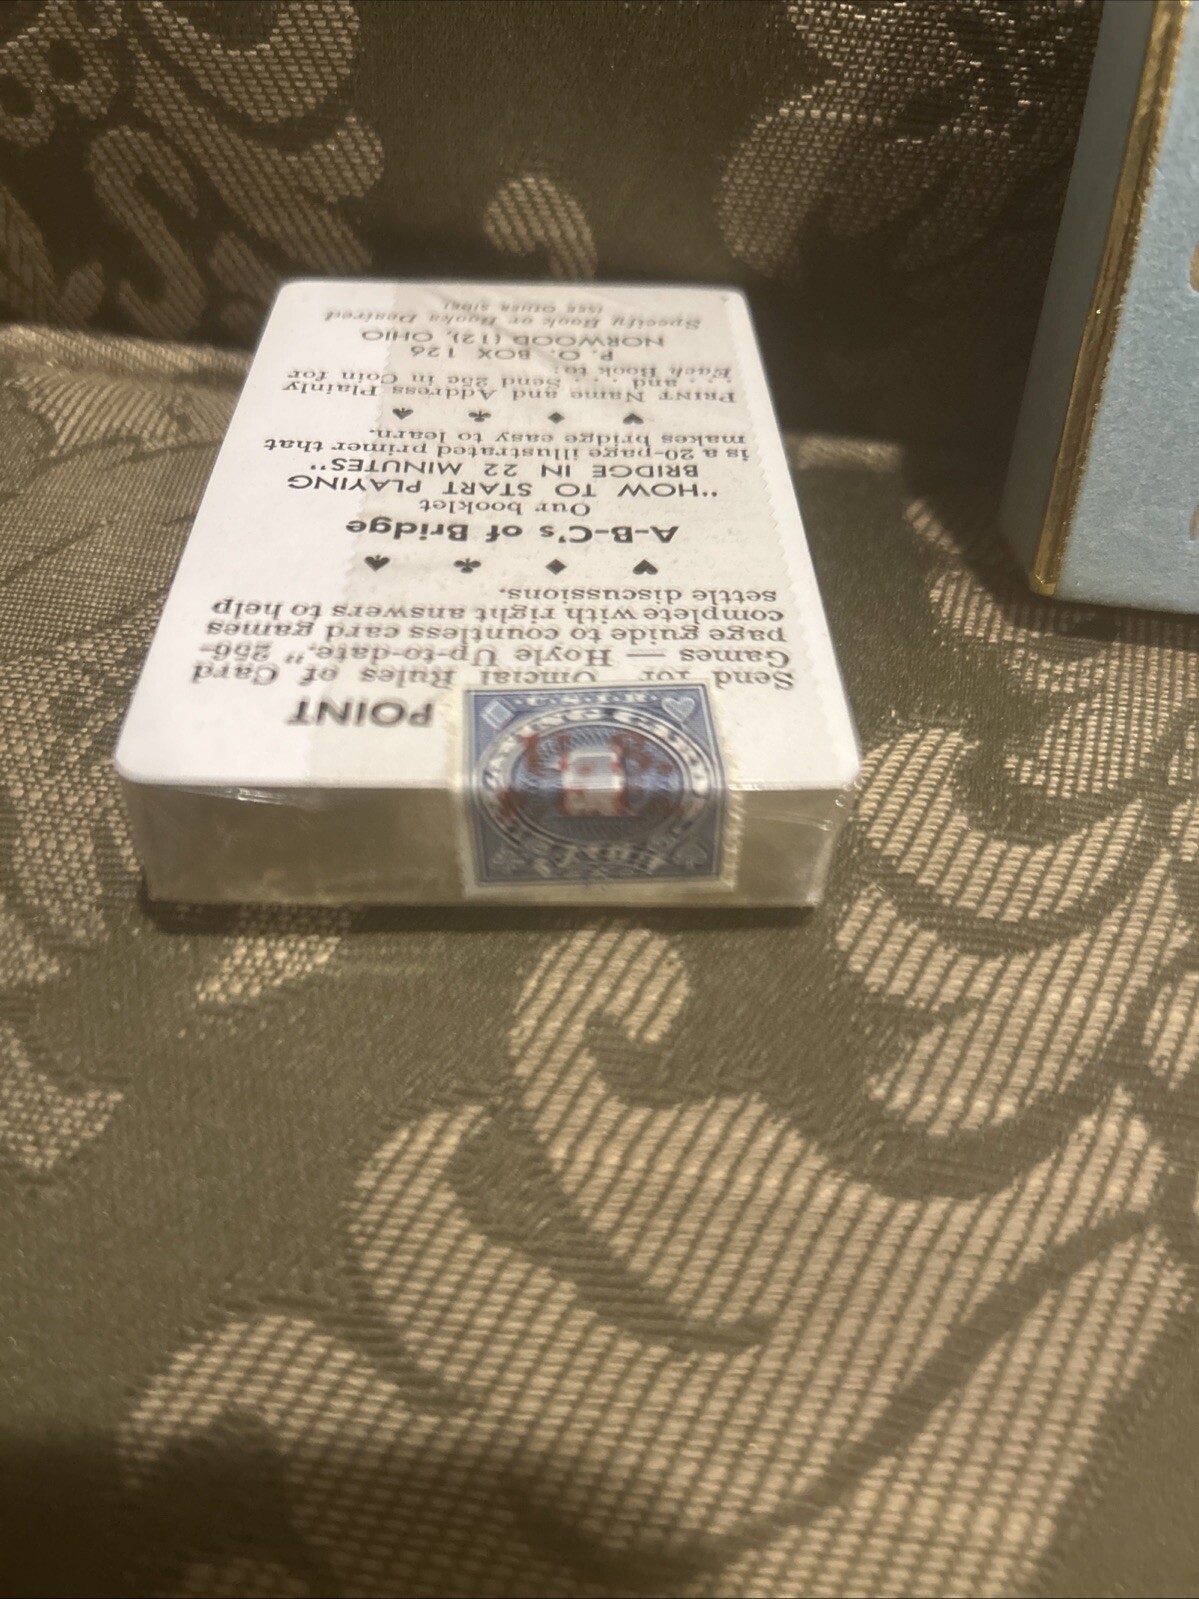 POINT
Send for "Official Rules of Card
Games — Hoyle Up-to-date," 256-
page guide to countless card games
complete with right answers to help
settle discussions.
♥ ♦ ♣ ♠
A-B-C's of Bridge
Our booklet
"HOW TO START PLAYING
BRIDGE IN 22 MINUTES"
is a 20-page illustrated primer that
makes bridge easy to learn.
♥ ♦ ♣ ♠
PRINT Name and Address Plainly
. . . and . . . Send 25c in Coin for
Each Book to:
P. O. BOX 126
NORWOOD (12), OHIO
Specify Book or Books Desired
(SEE OTHER SIDE)
U.S.I.R.
PLAYING CARDS